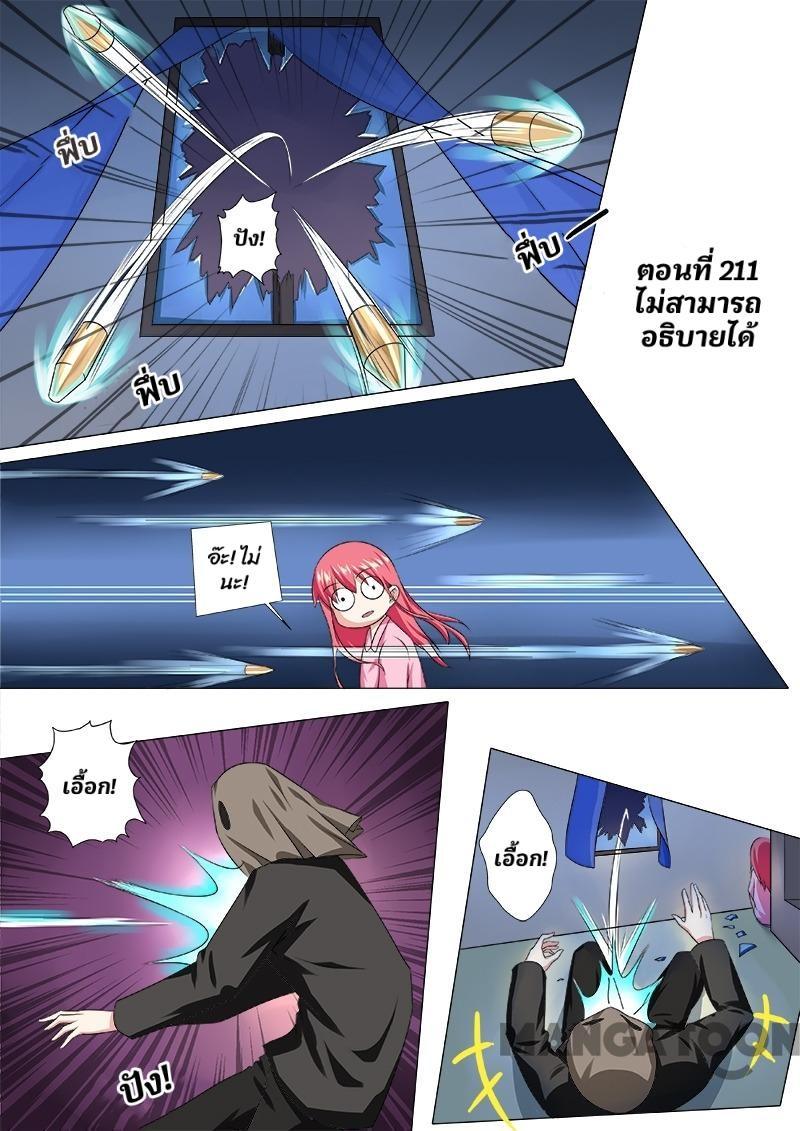 ฟึ่บ
ปัง!
ฟึ่บ
ฟึ่บ
ตอนที่ 211
ไม่สามารถ
อธิบายได้
อ๊ะ! ไม่
นะ!
เอื้อก!
ปัง!
เอื้อก!
MANGATOON